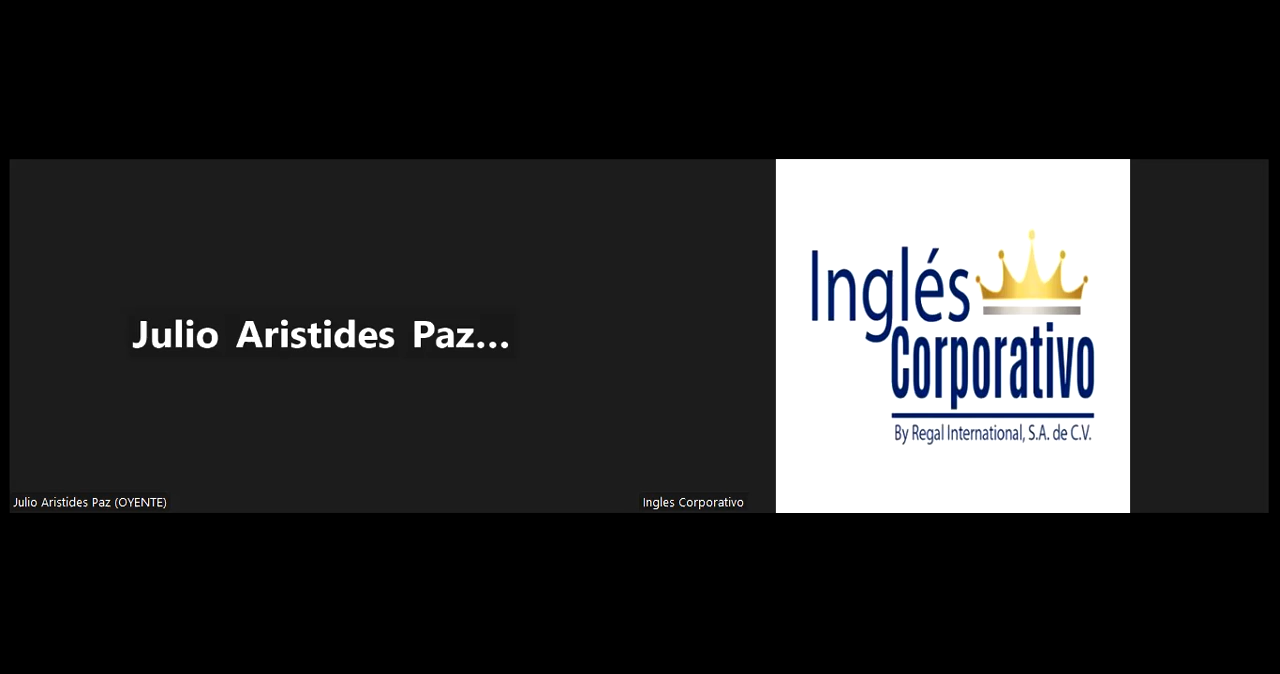 Julio Aristides Paz...
Julio Aristides Paz (OYENTE)
Inglés
Corporativo
By Regal International, S.A. de C.V.
Ingles Corporativo